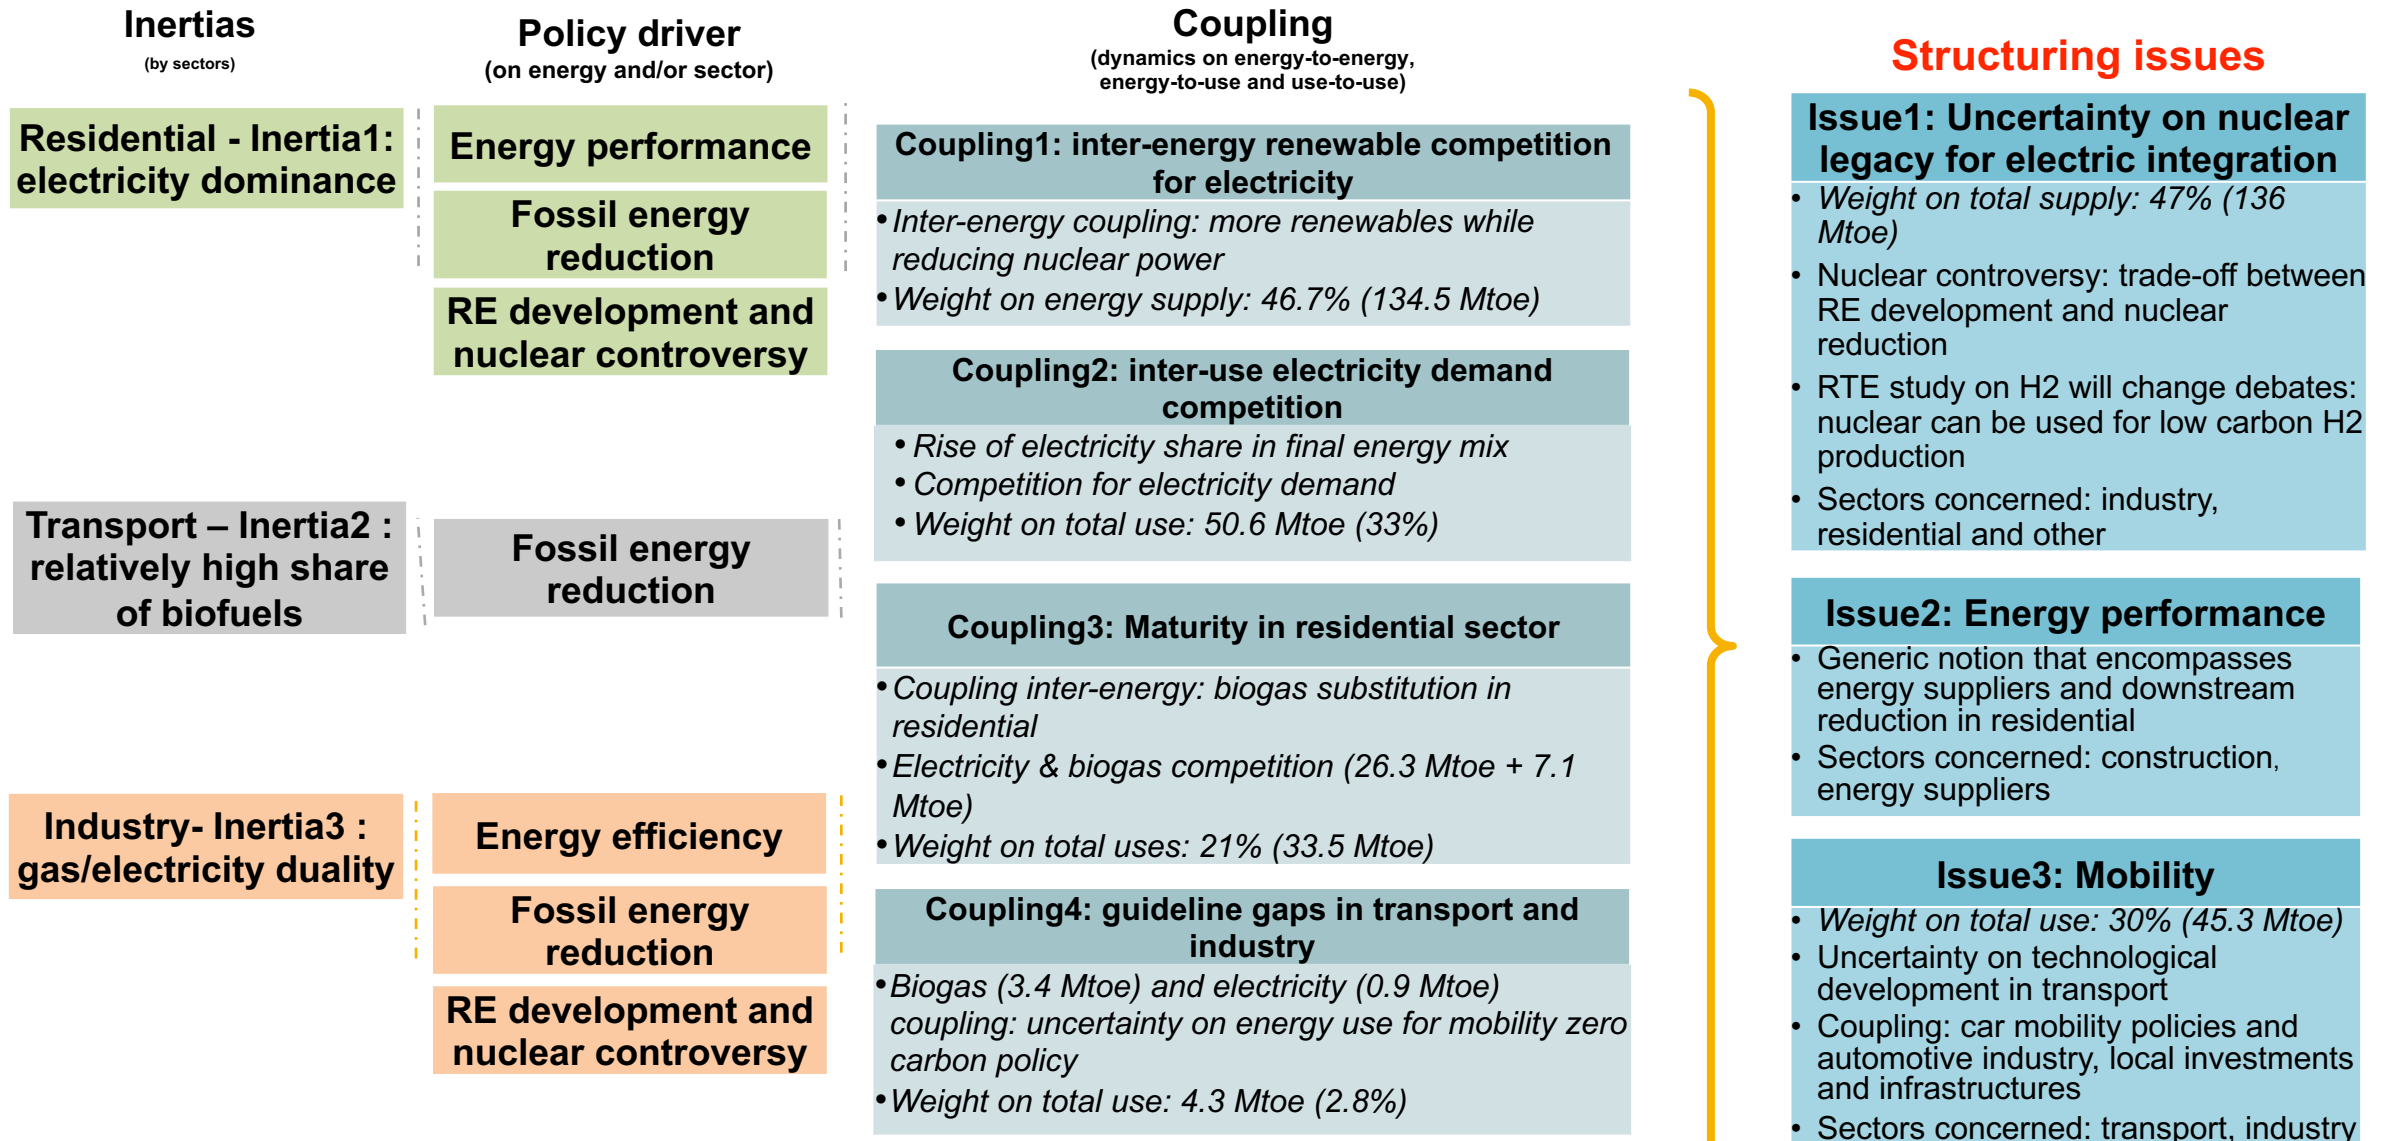 Inertias
(by sectors)
Policy driver
(on energy and/or sector)
Coupling
(dynamics on energy-to-energy,
energy-to-use and use-to-use)
Structuring issues
Residential - Inertia1:
electricity dominance
Energy performance
Fossil energy
reduction
RE development and
nuclear controversy
Transport – Inertia2 :
relatively high share
of biofuels
Fossil energy
reduction
Industry- Inertia3 :
gas/electricity duality
Energy efficiency
Fossil energy
reduction
RE development and
nuclear controversy
Coupling1: inter-energy renewable competition
for electricity
•Inter-energy coupling: more renewables while
reducing nuclear power
•Weight on energy supply: 46.7% (134.5 Mtoe)
Coupling2: inter-use electricity demand
competition
• Rise of electricity share in final energy mix
• Competition for electricity demand
• Weight on total use: 50.6 Mtoe (33%)
Coupling3: Maturity in residential sector
•Coupling inter-energy: biogas substitution in
residential
•Electricity & biogas competition (26.3 Mtoe + 7.1
Mtoe)
•Weight on total uses: 21% (33.5 Mtoe)
Coupling4: guideline gaps in transport and
industry
•Biogas (3.4 Mtoe) and electricity (0.9 Mtoe)
coupling: uncertainty on energy use for mobility zero
carbon policy
•Weight on total use: 4.3 Mtoe (2.8%)
Issue1: Uncertainty on nuclear
legacy for electric integration
• Weight on total supply: 47% (136
Mtoe)
• Nuclear controversy: trade-off between
RE development and nuclear
reduction
• RTE study on H2 will change debates:
nuclear can be used for low carbon H2
production
• Sectors concerned: industry,
residential and other
Issue2: Energy performance
• Generic notion that encompasses
energy suppliers and downstream
reduction in residential
• Sectors concerned: construction,
energy suppliers
Issue3: Mobility
• Weight on total use: 30% (45.3 Mtoe)
• Uncertainty on technological
development in transport
• Coupling: car mobility policies and
automotive industry, local investments
and infrastructures
• Sectors concerned: transport, industry